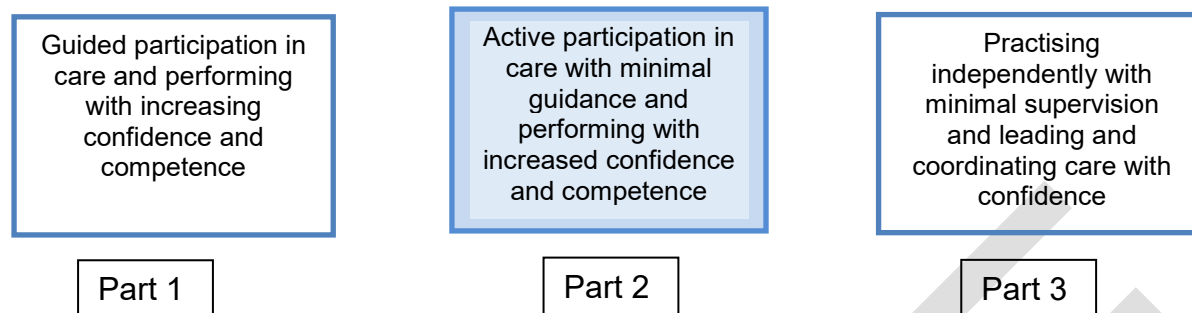 Guided participation in
care and performing
with increasing
confidence and
competence
Part 1
Active participation in
care with minimal
guidance and
performing with
increased confidence
and competence
Part 2
Practising
independently with
minimal supervision
and leading and
coordinating care with
confidence
Part 3